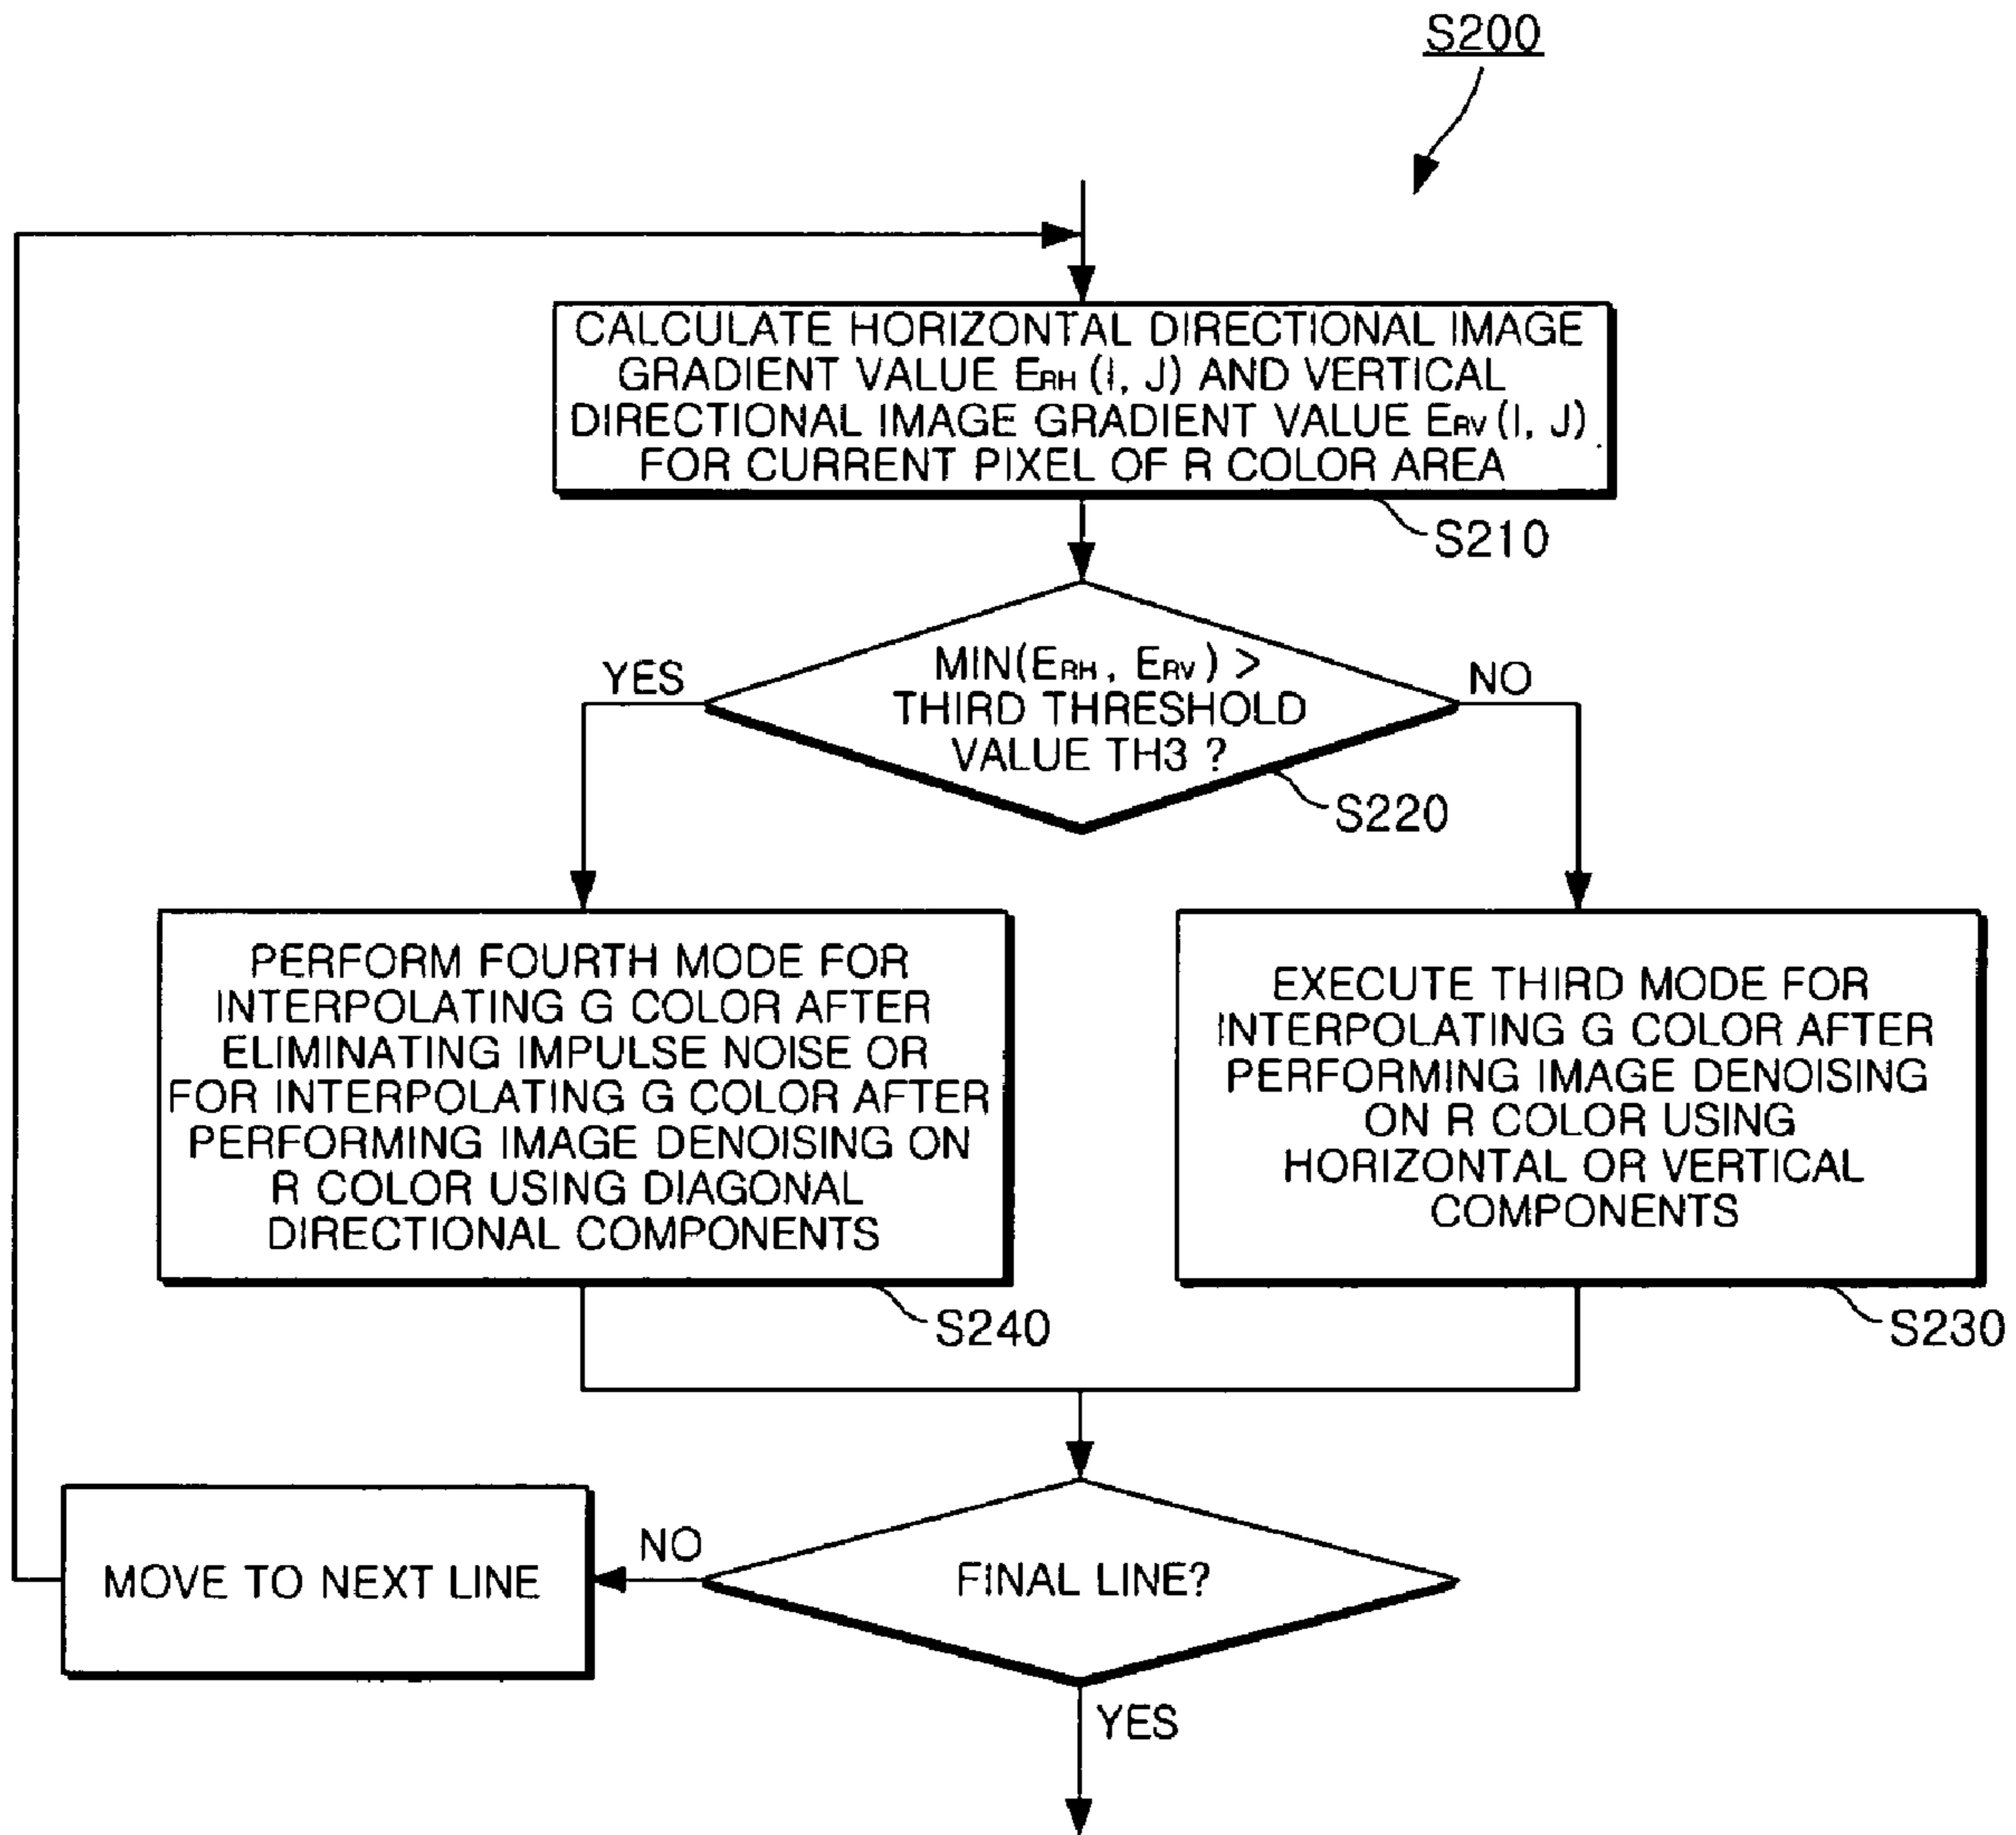 S200
CALCULATE HORIZONTAL DIRECTIONAL IMAGE
GRADIENT VALUE ERH (I, J) AND VERTICAL
DIRECTIONAL IMAGE GRADIENT VALUE ERV (I, J)
FOR CURRENT PIXEL OF R COLOR AREA
S210
MIN(ERH, ERV) >
THIRD THRESHOLD
VALUE TH3 ?
YES
NO
S220
PERFORM FOURTH MODE FOR
INTERPOLATING G COLOR AFTER
ELIMINATING IMPULSE NOISE OR
FOR INTERPOLATING G COLOR AFTER
PERFORMING IMAGE DENOISING ON
R COLOR USING DIAGONAL
DIRECTIONAL COMPONENTS
S240
EXECUTE THIRD MODE FOR
INTERPOLATING G COLOR AFTER
PERFORMING IMAGE DENOISING
ON R COLOR USING
HORIZONTAL OR VERTICAL
COMPONENTS
S230
FINAL LINE?
NO
MOVE TO NEXT LINE
YES